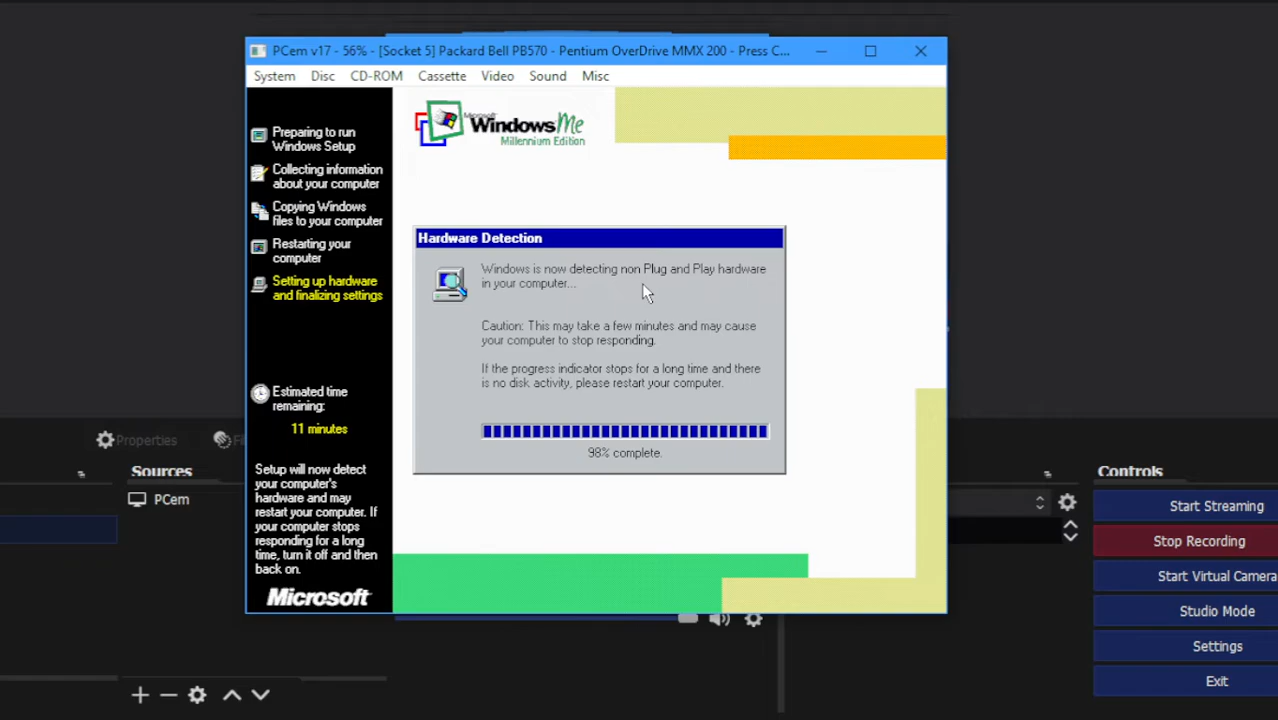 PCem v17 - 56% - [Socket 5] Packard Bell PB570 - Pentium OverDrive MMX 200 - Press C...
System Disc CD-ROM Cassette Video Sound Misc
Preparing to run
Windows Setup
Collecting information
about your computer
Copying Windows
files to your computer
Restarting your
computer
Setting up hardware
and finalizing settings
Estimated time
remaining:
11 minutes
Setup will now detect
your computer's
hardware and may
restart your computer. If
your computer stops
responding for a long
time, turn it off and then
back on.
Microsoft
Microsoft
Windows Me
Millennium Edition
Hardware Detection
Windows is now detecting non Plug and Play hardware
in your computer...
Caution: This may take a few minutes and may cause
your computer to stop responding.
If the progress indicator stops for a long time and there
is no disk activity, please restart your computer.
98% complete.
Properties
Sources
PCem
Controls
Start Streaming
Stop Recording
Start Virtual Camera
Studio Mode
Settings
Exit